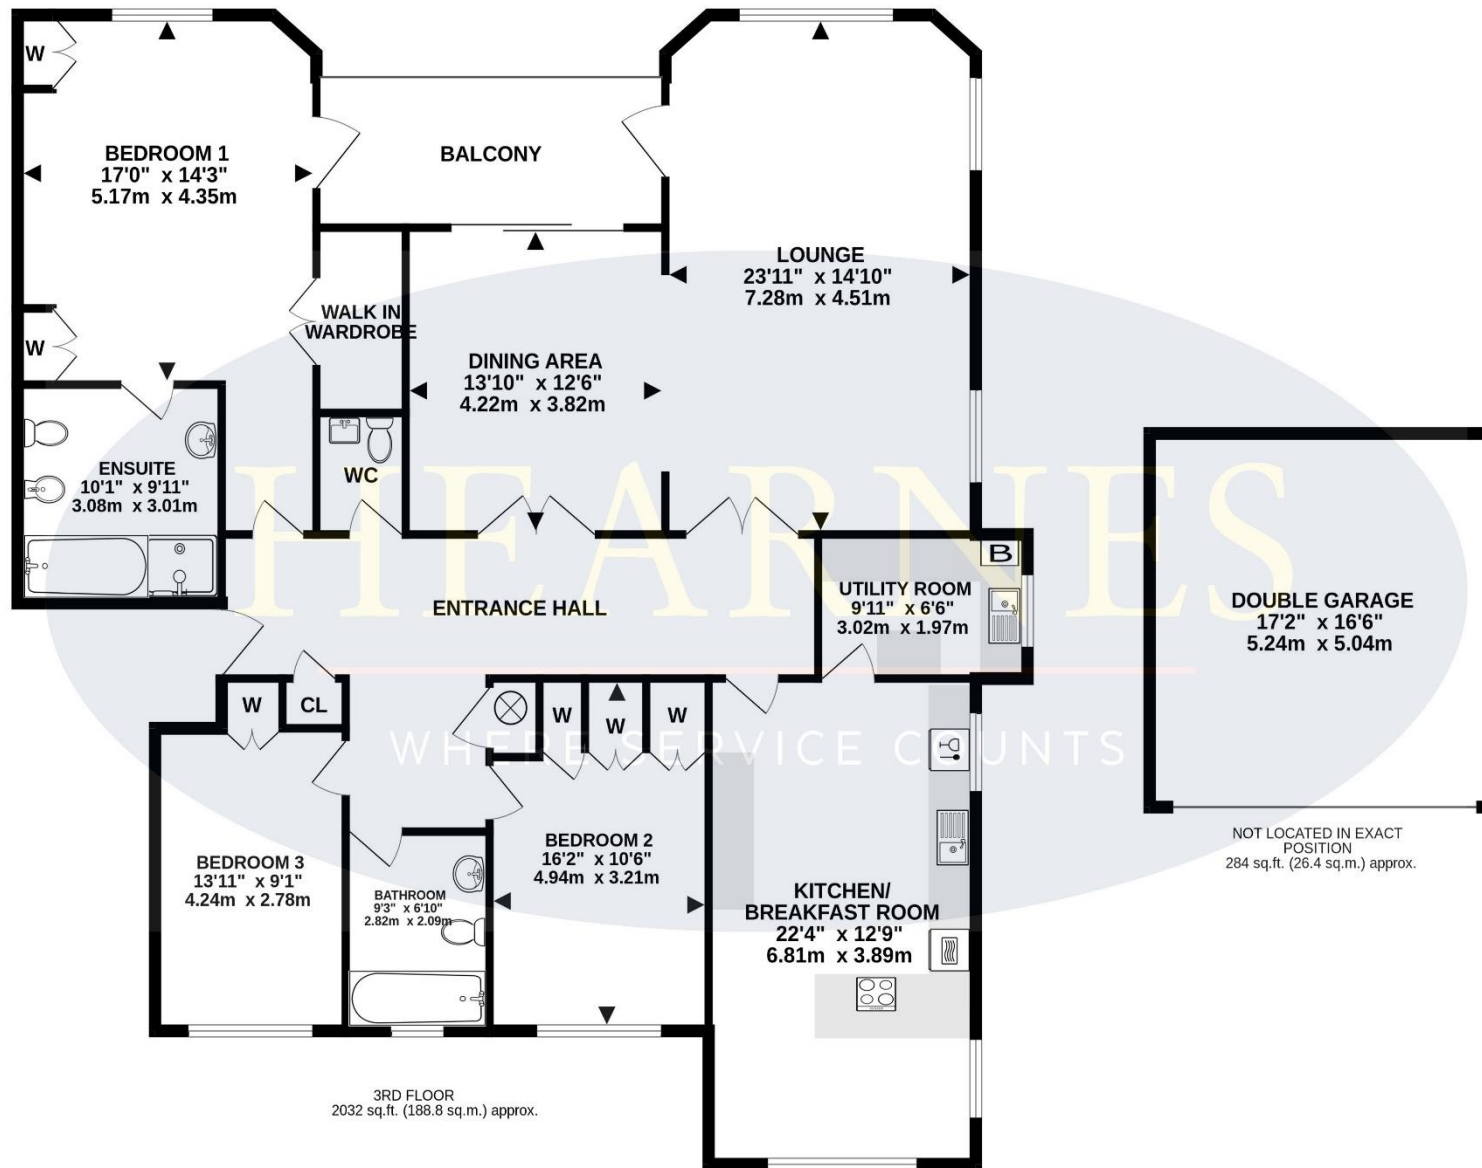 W
BEDROOM 1
17'0" x 14'3"
5.17m x 4.35m
BALCONY
LOUNGE
23'11" x 14'10"
7.28m x 4.51m
W
WALK IN
WARDROBE
DINING AREA
13'10" x 12'6"
4.22m x 3.82m
ENSUITE
10'1" x 9'11"
3.08m x 3.01m
WC
HEARNES
B
UTILITY ROOM
9'11" x 6'6"
3.02m x 1.97m
ENTRANCE HALL
DOUBLE GARAGE
17'2" x 16'6"
5.24m x 5.04m
W
CL
W
W
W
WHERE SERVICE COUNTS
BEDROOM 3
13'11" x 9'1"
4.24m x 2.78m
BATHROOM
9'3" x 6'10"
2.82m x 2.09m
BEDROOM 2
16'2" x 10'6"
4.94m x 3.21m
KITCHEN/
BREAKFAST ROOM
22'4" x 12'9"
6.81m x 3.89m
NOT LOCATED IN EXACT
POSITION
284 sq.ft. (26.4 sq.m.) approx.
3RD FLOOR
2032 sq.ft. (188.8 sq.m.) approx.